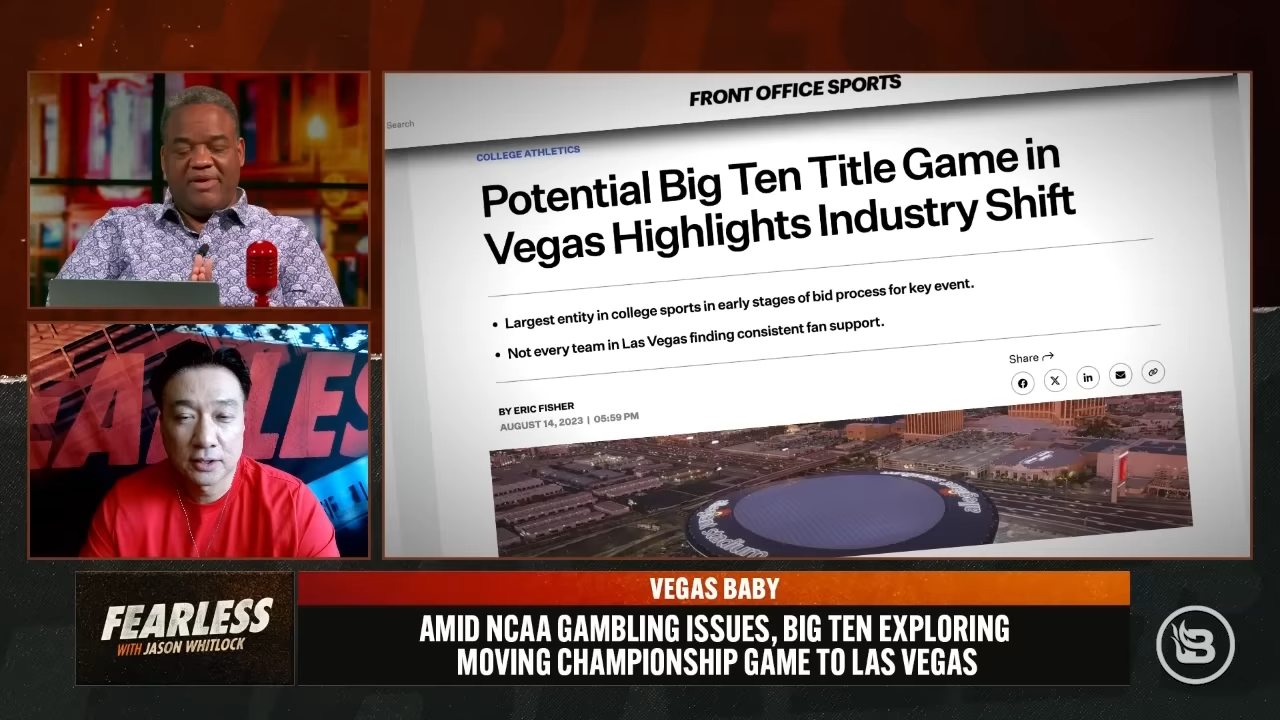 FRONT OFFICE SPORTS
Search
COLLEGE ATHLETICS
Potential Big Ten Title Game in
Vegas Highlights Industry Shift
• Largest entity in college sports in early stages of bid process for key event.
• Not every team in Las Vegas finding consistent fan support.
Share
BY ERIC FISHER
AUGUST 14, 2023 | 05:59 PM
VEGAS BABY
FEARLESS
WITH JASON WHITLOCK
AMID NCAA GAMBLING ISSUES, BIG TEN EXPLORING
MOVING CHAMPIONSHIP GAME TO LAS VEGAS
B